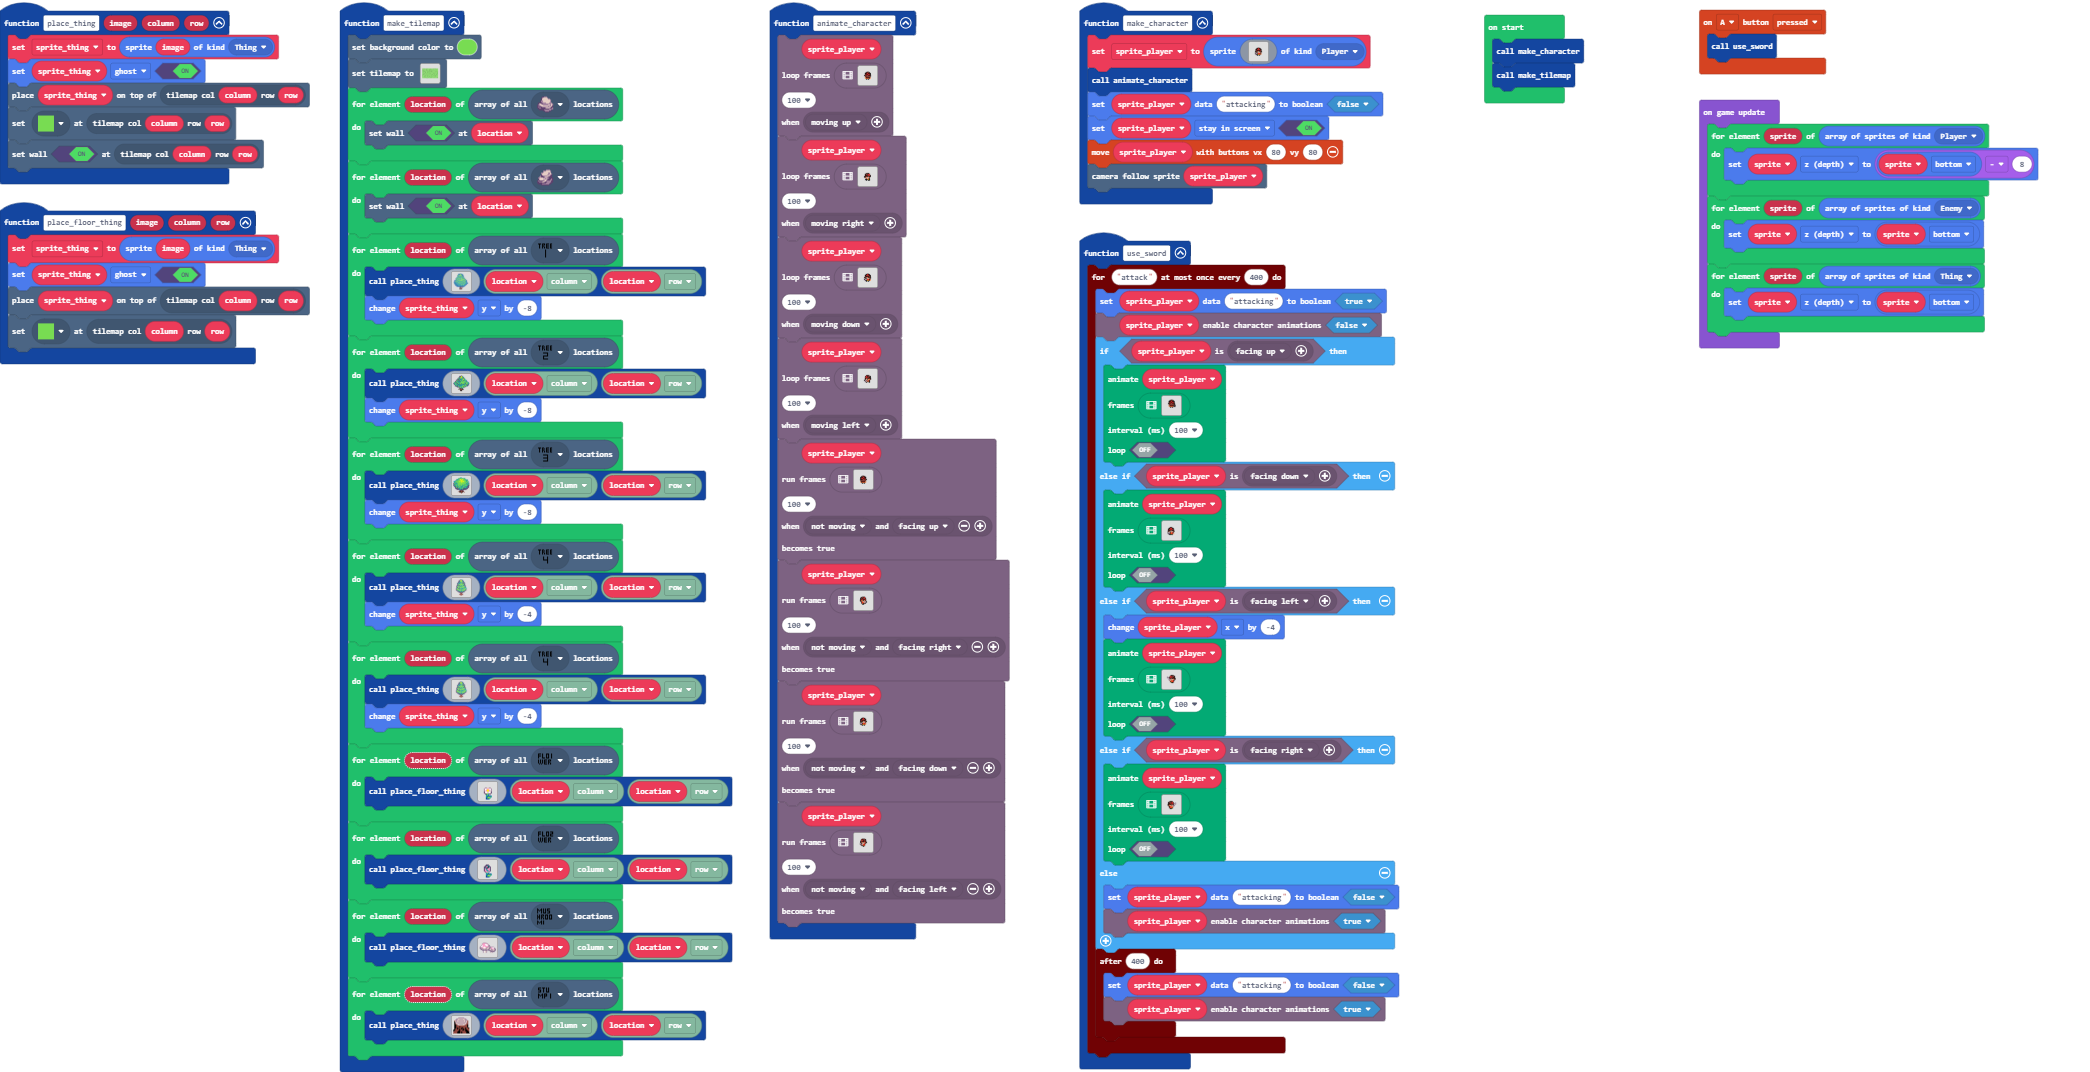 function place_thing image column row
set sprite_thing to sprite image of kind Thing
set sprite_thing ghost ON
place sprite_thing on top of tilemap col column row row
set at tilemap col column row row
set wall ON at tilemap col column row row
function place_floor_thing image column row
set sprite_thing to sprite image of kind Thing
set sprite_thing ghost ON
place sprite_thing on top of tilemap col column row row
set at tilemap col column row row
function make_tilemap
set background color to
set tilemap to
for element location of array of all locations
do set wall ON at location
for element location of array of all locations
do set wall ON at location
for element location of array of all TREE 1 locations
do call place_thing location column location row
change sprite_thing y by -8
for element location of array of all TREE 2 locations
do call place_thing location column location row
change sprite_thing y by -8
for element location of array of all TREE 3 locations
do call place_thing location column location row
change sprite_thing y by -8
for element location of array of all TREE 4 locations
do call place_thing location column location row
change sprite_thing y by -4
for element location of array of all TREE 4 locations
do call place_thing location column location row
change sprite_thing y by -4
for element location of array of all FLO1 WER locations
do call place_floor_thing location column location row
for element location of array of all FLO2 WER locations
do call place_floor_thing location column location row
for element location of array of all MUS HROO M1 locations
do call place_floor_thing location column location row
for element location of array of all STU MP1 locations
do call place_thing location column location row
function animate_character
sprite_player
loop frames
100
when moving up
sprite_player
loop frames
100
when moving right
sprite_player
loop frames
100
when moving down
sprite_player
loop frames
100
when moving left
sprite_player
run frames
100
when not moving and facing up
becomes true
sprite_player
run frames
100
when not moving and facing right
becomes true
sprite_player
run frames
100
when not moving and facing down
becomes true
sprite_player
run frames
100
when not moving and facing left
becomes true
function make_character
set sprite_player to sprite of kind Player
call animate_character
set sprite_player data "attacking" to boolean false
set sprite_player stay in screen ON
move sprite_player with buttons vx 80 vy 80
camera follow sprite sprite_player
function use_sword
for "attack" at most once every 400 do
set sprite_player data "attacking" to boolean true
sprite_player enable character animations false
if sprite_player is facing up then
animate sprite_player
frames
interval (ms) 100
loop OFF
else if sprite_player is facing down then
animate sprite_player
frames
interval (ms) 100
loop OFF
else if sprite_player is facing left then
change sprite_player x by -4
animate sprite_player
frames
interval (ms) 100
loop OFF
else if sprite_player is facing right then
animate sprite_player
frames
interval (ms) 100
loop OFF
else
set sprite_player data "attacking" to boolean false
sprite_player enable character animations true
after 400 do
set sprite_player data "attacking" to boolean false
sprite_player enable character animations true
on start
call make_character
call make_tilemap
on A button pressed
call use_sword
on game update
for element sprite of array of sprites of kind Player
do set sprite z (depth) to sprite bottom - 8
for element sprite of array of sprites of kind Enemy
do set sprite z (depth) to sprite bottom
for element sprite of array of sprites of kind Thing
do set sprite z (depth) to sprite bottom